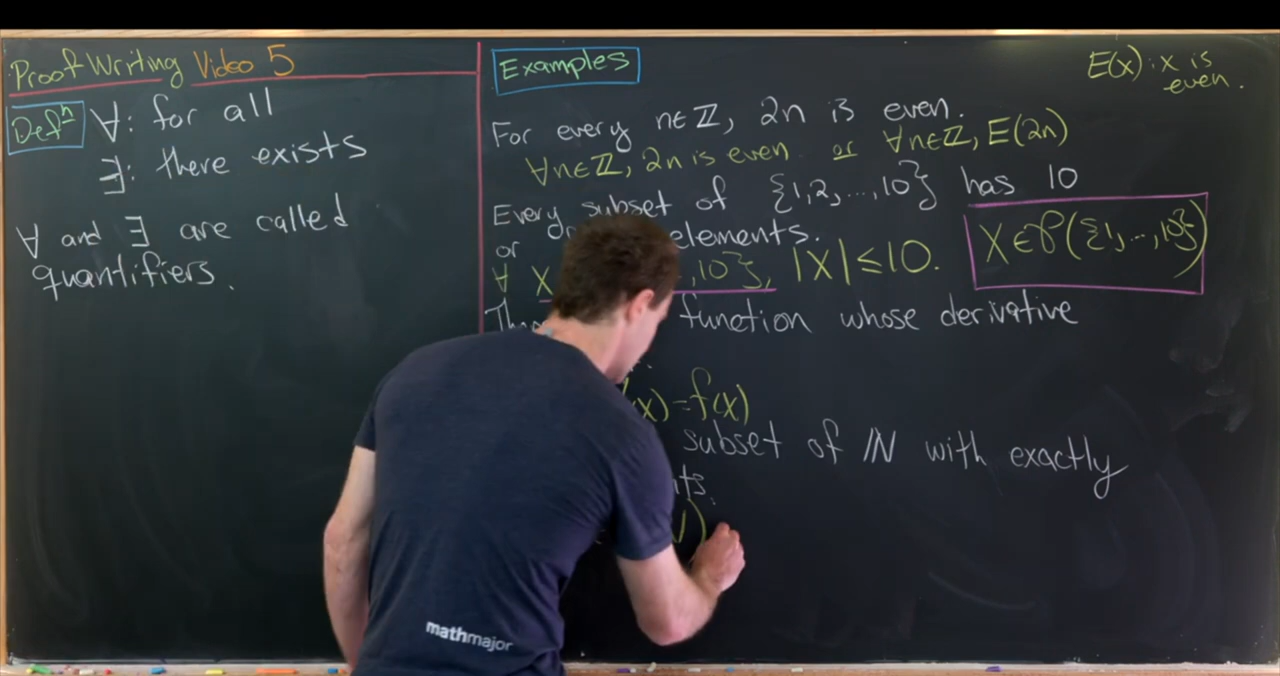 Proof Writing Video 5
Defⁿ ∀: for all
∃: there exists
∀ and ∃ are called
quantifiers.
Examples
E(x): x is
even.
For every n∈ℤ, 2n is even.
∀n∈ℤ, 2n is even or ∀n∈ℤ, E(2n)
Every subset of {1,2,...,10} has 10
or elements.
∀ X ,10}, |X|≤10.
X∈𝒫({1,...,10})
function whose derivative
(x)=f(x)
subset of ℕ with exactly
)
mathmajor